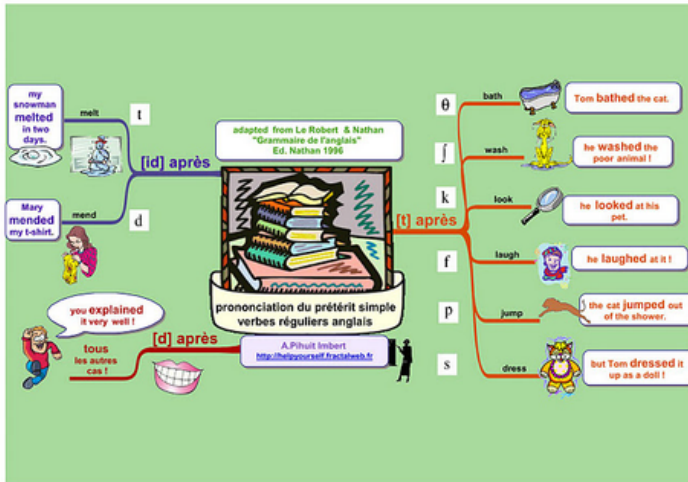 my
snowman
melted
in two
days.
melt
t
[id] après
Mary
mended
my t-shirt.
mend
d
adapted from Le Robert & Nathan
"Grammaire de l'anglais"
Ed. Nathan 1996
prononciation du prétérit simple
verbes réguliers anglais
A.Pihuit Imbert
http://helpyourself.fractalweb.fr
[d] après
you explained
it very well !
tous
les autres
cas !
[t] après
θ
bath
Tom bathed the cat.
ʃ
wash
he washed the
poor animal !
k
look
he looked at his
pet.
f
laugh
he laughed at it !
p
jump
the cat jumped out
of the shower.
s
dress
but Tom dressed it
up as a doll !